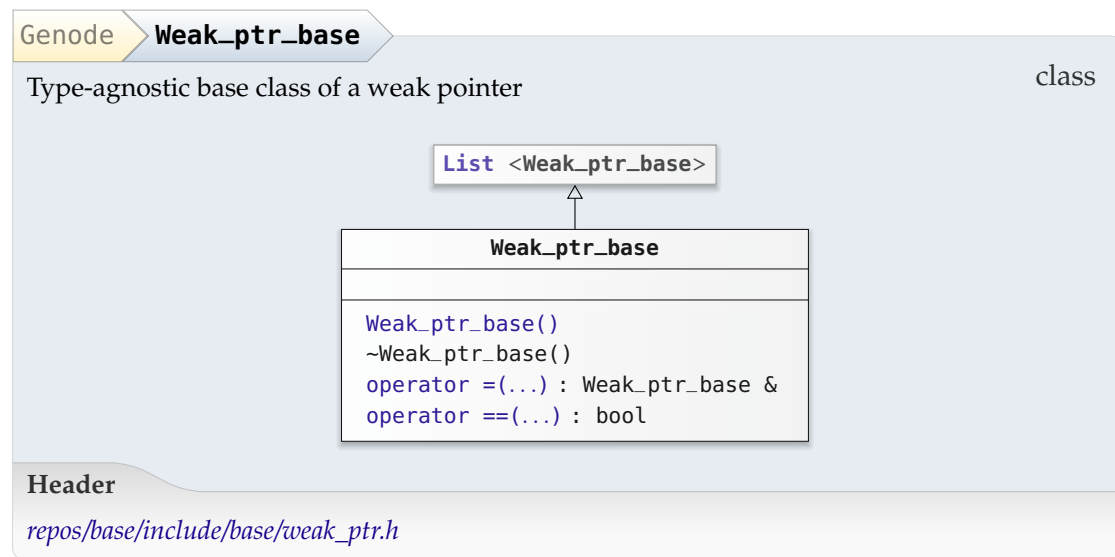 Genode Weak_ptr_base
class
Type-agnostic base class of a weak pointer
List <Weak_ptr_base>
Weak_ptr_base
Weak_ptr_base()
~Weak_ptr_base()
operator =(...) : Weak_ptr_base &
operator ==(...) : bool
Header
repos/base/include/base/weak_ptr.h